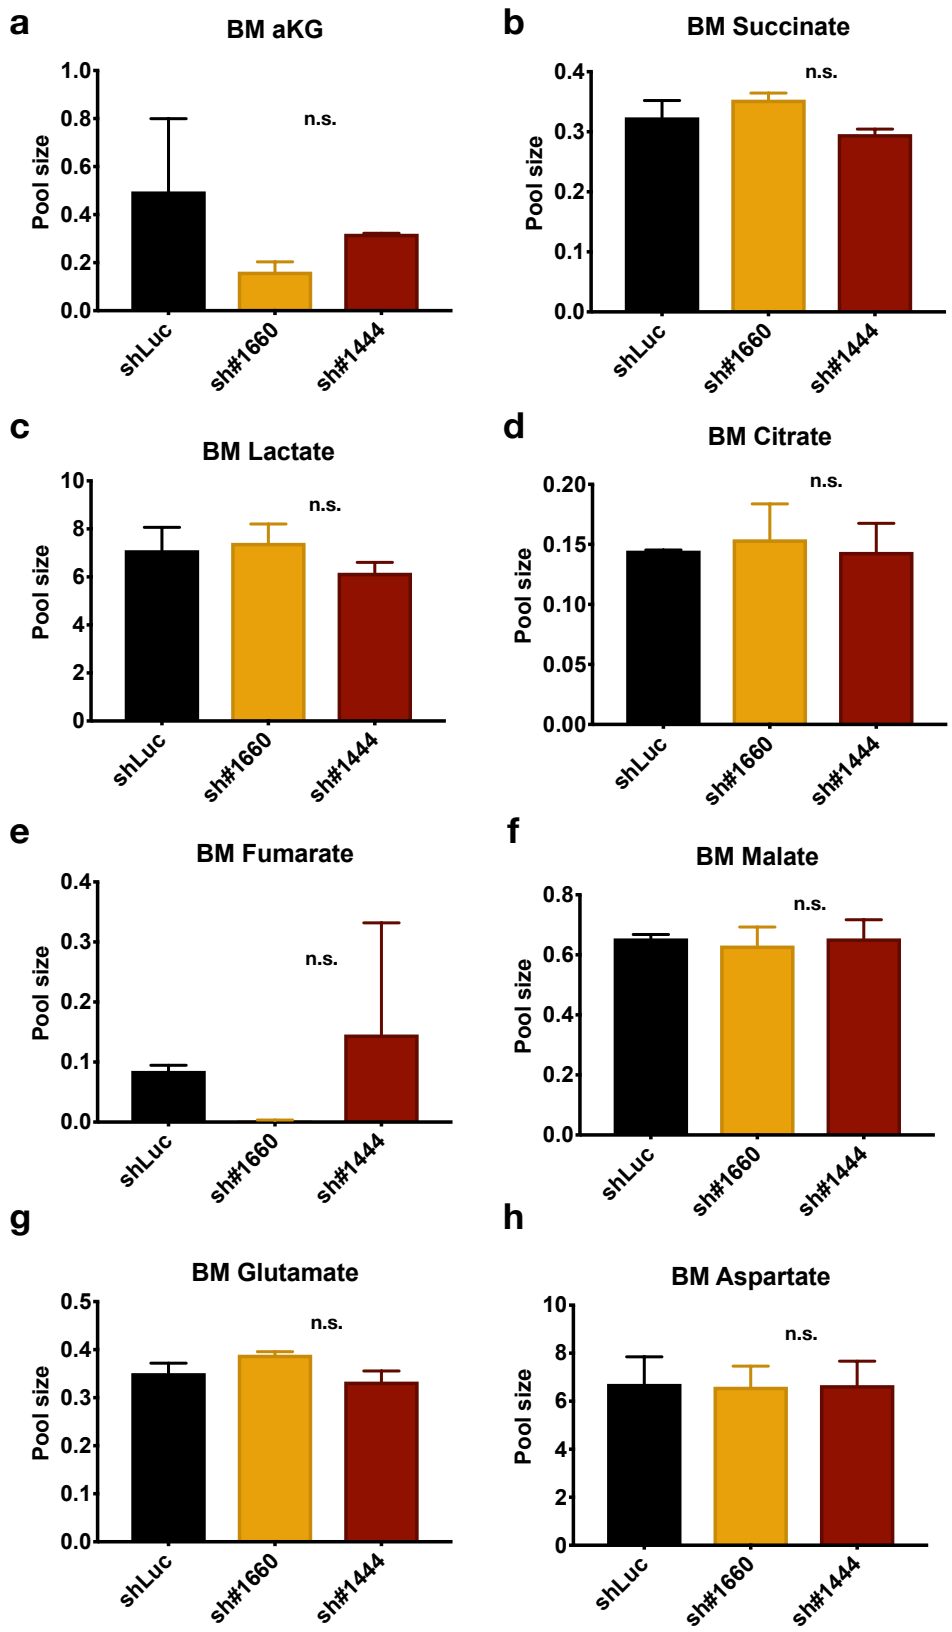 a
BM aKG
Pool size
1.0
0.8
0.6
0.4
0.2
0.0
n.s.
shLuc
sh#1660
sh#1444
b
BM Succinate
Pool size
0.4
0.3
0.2
0.1
0.0
n.s.
shLuc
sh#1660
sh#1444
c
BM Lactate
Pool size
10
8
6
4
2
0
n.s.
shLuc
sh#1660
sh#1444
d
BM Citrate
Pool size
0.20
0.15
0.10
0.05
0.00
n.s.
shLuc
sh#1660
sh#1444
e
BM Fumarate
Pool size
0.4
0.3
0.2
0.1
0.0
n.s.
shLuc
sh#1660
sh#1444
f
BM Malate
Pool size
0.8
0.6
0.4
0.2
0.0
n.s.
shLuc
sh#1660
sh#1444
g
BM Glutamate
Pool size
0.5
0.4
0.3
0.2
0.1
0.0
n.s.
shLuc
sh#1660
sh#1444
h
BM Aspartate
Pool size
10
8
6
4
2
0
n.s.
shLuc
sh#1660
sh#1444